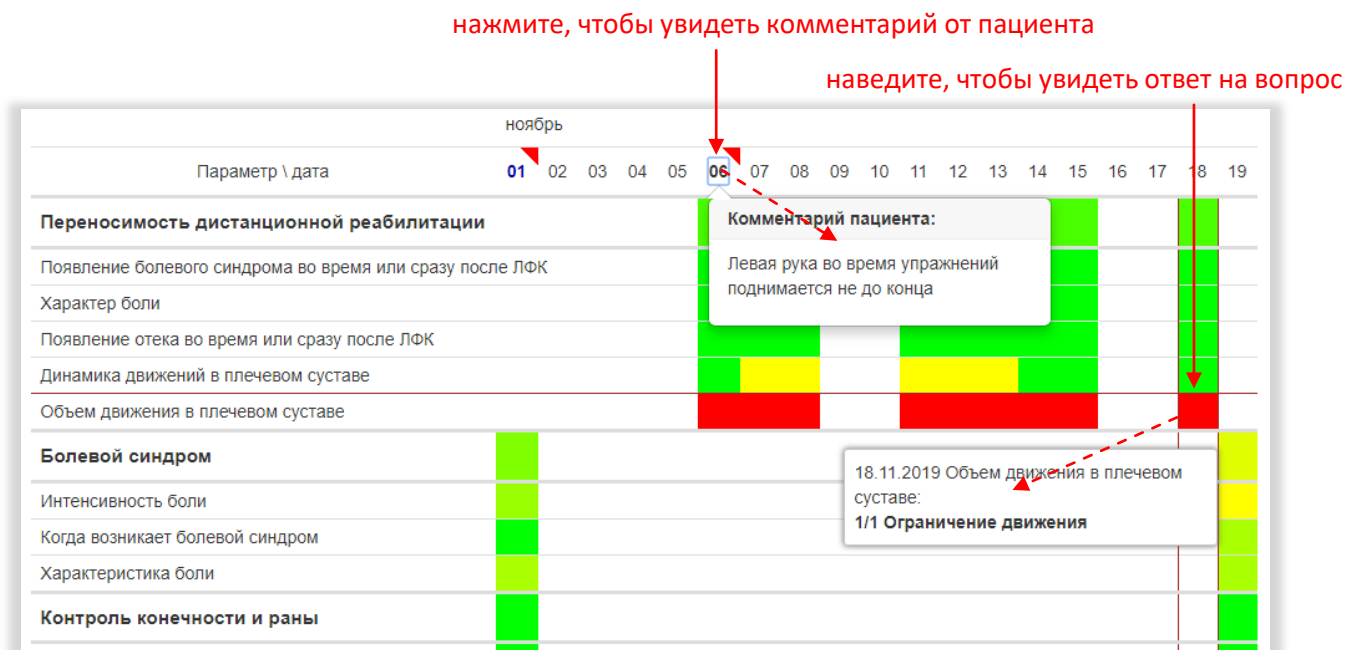 нажмите, чтобы увидеть комментарий от пациента
наведите, чтобы увидеть ответ на вопрос
ноябрь
Параметр \ дата 01 02 03 04 05 06 07 08 09 10 11 12 13 14 15 16 17 18 19
Переносимость дистанционной реабилитации
Комментарий пациента:
Появление болевого синдрома во время или сразу после ЛФК
Левая рука во время упражнений
поднимается не до конца
Характер боли
Появление отека во время или сразу после ЛФК
Динамика движений в плечевом суставе
Объем движения в плечевом суставе
Болевой синдром
18.11.2019 Объем движения в плечевом
суставе:
1/1 Ограничение движения
Интенсивность боли
Когда возникает болевой синдром
Характеристика боли
Контроль конечности и раны